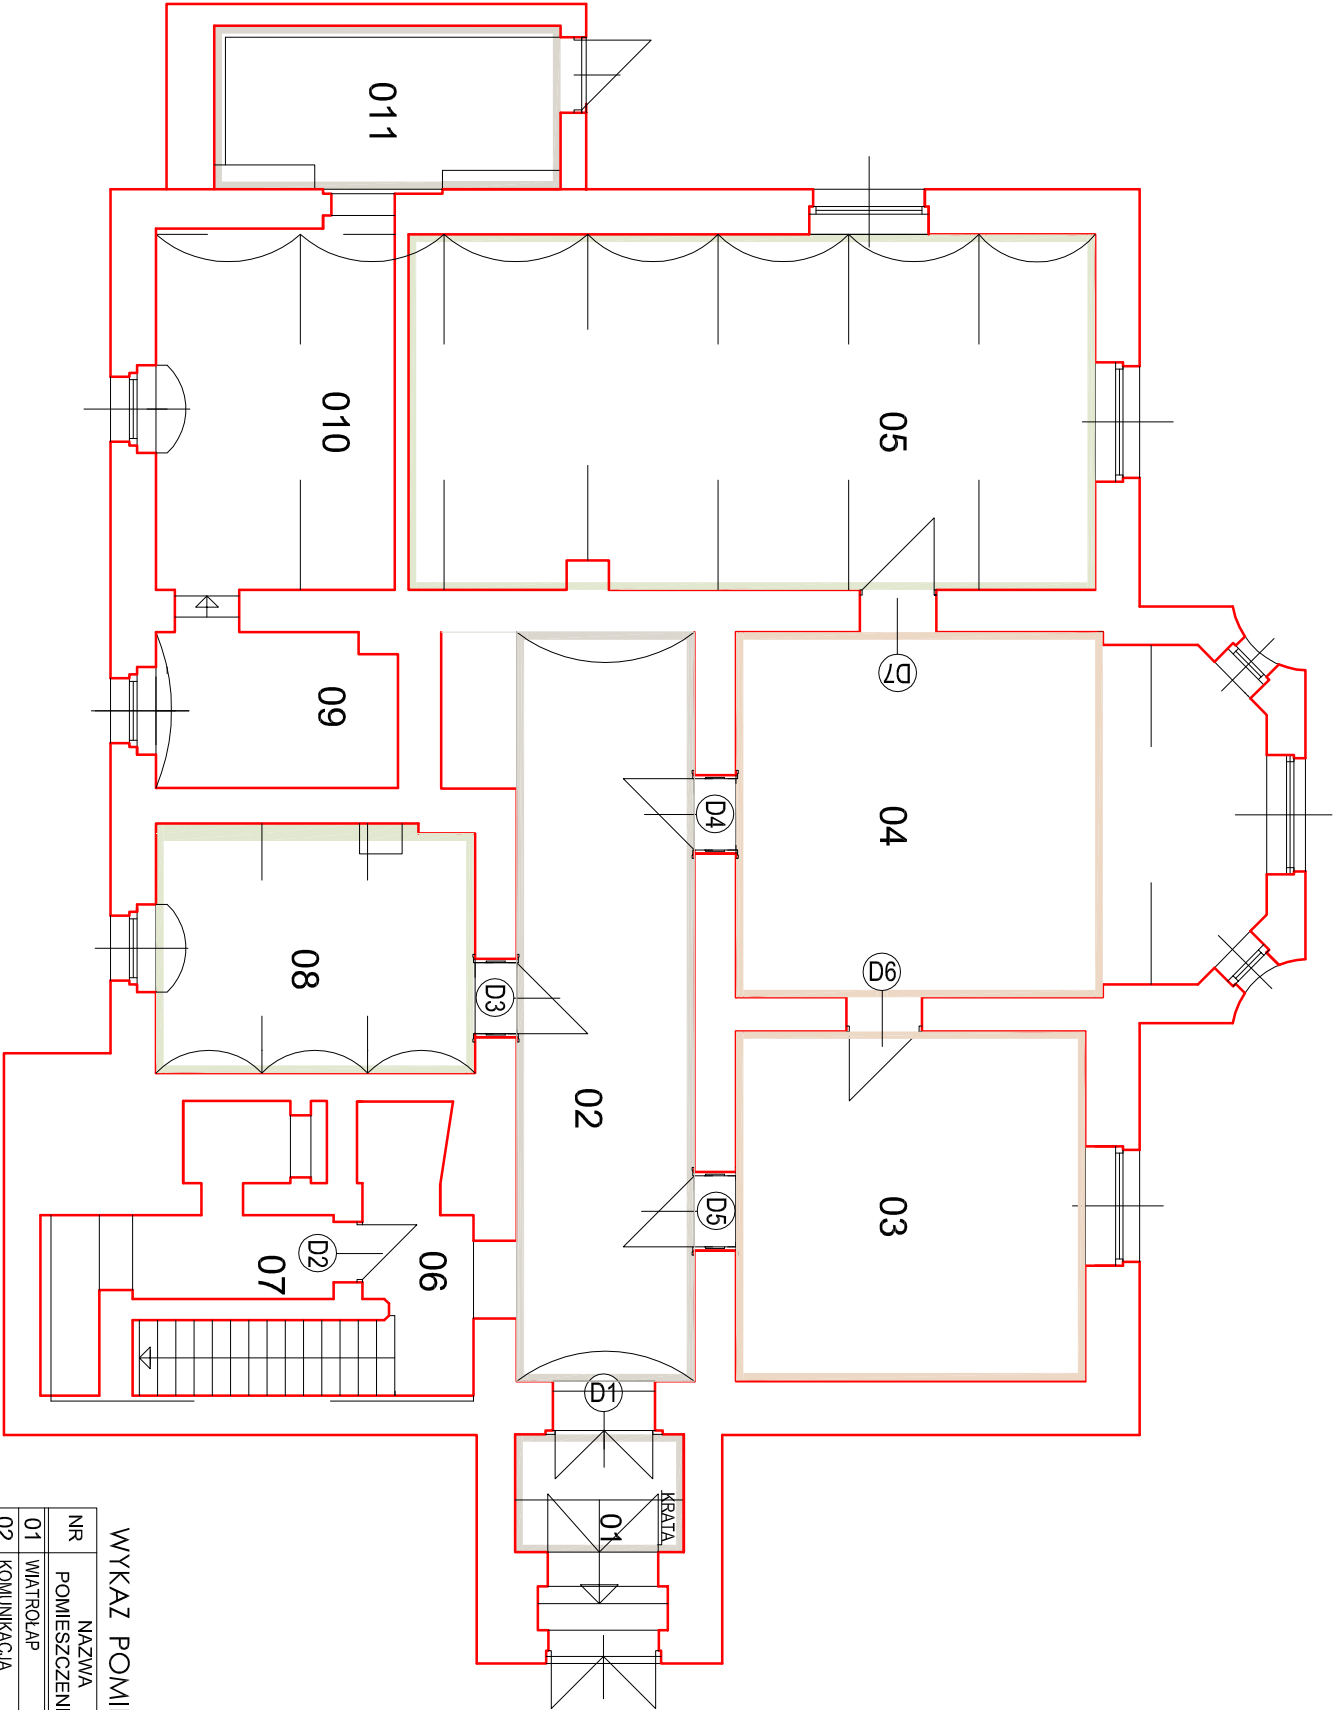 011
010
05
09
D7
04
D4
08
D3
D6
02
03
D5
06
D2
07
D1
KRATA
01
WYKAZ POMI
NR NAZWA
POMIESZCZENI
01 WIATROŁAP
02 KOMUNIKACJA